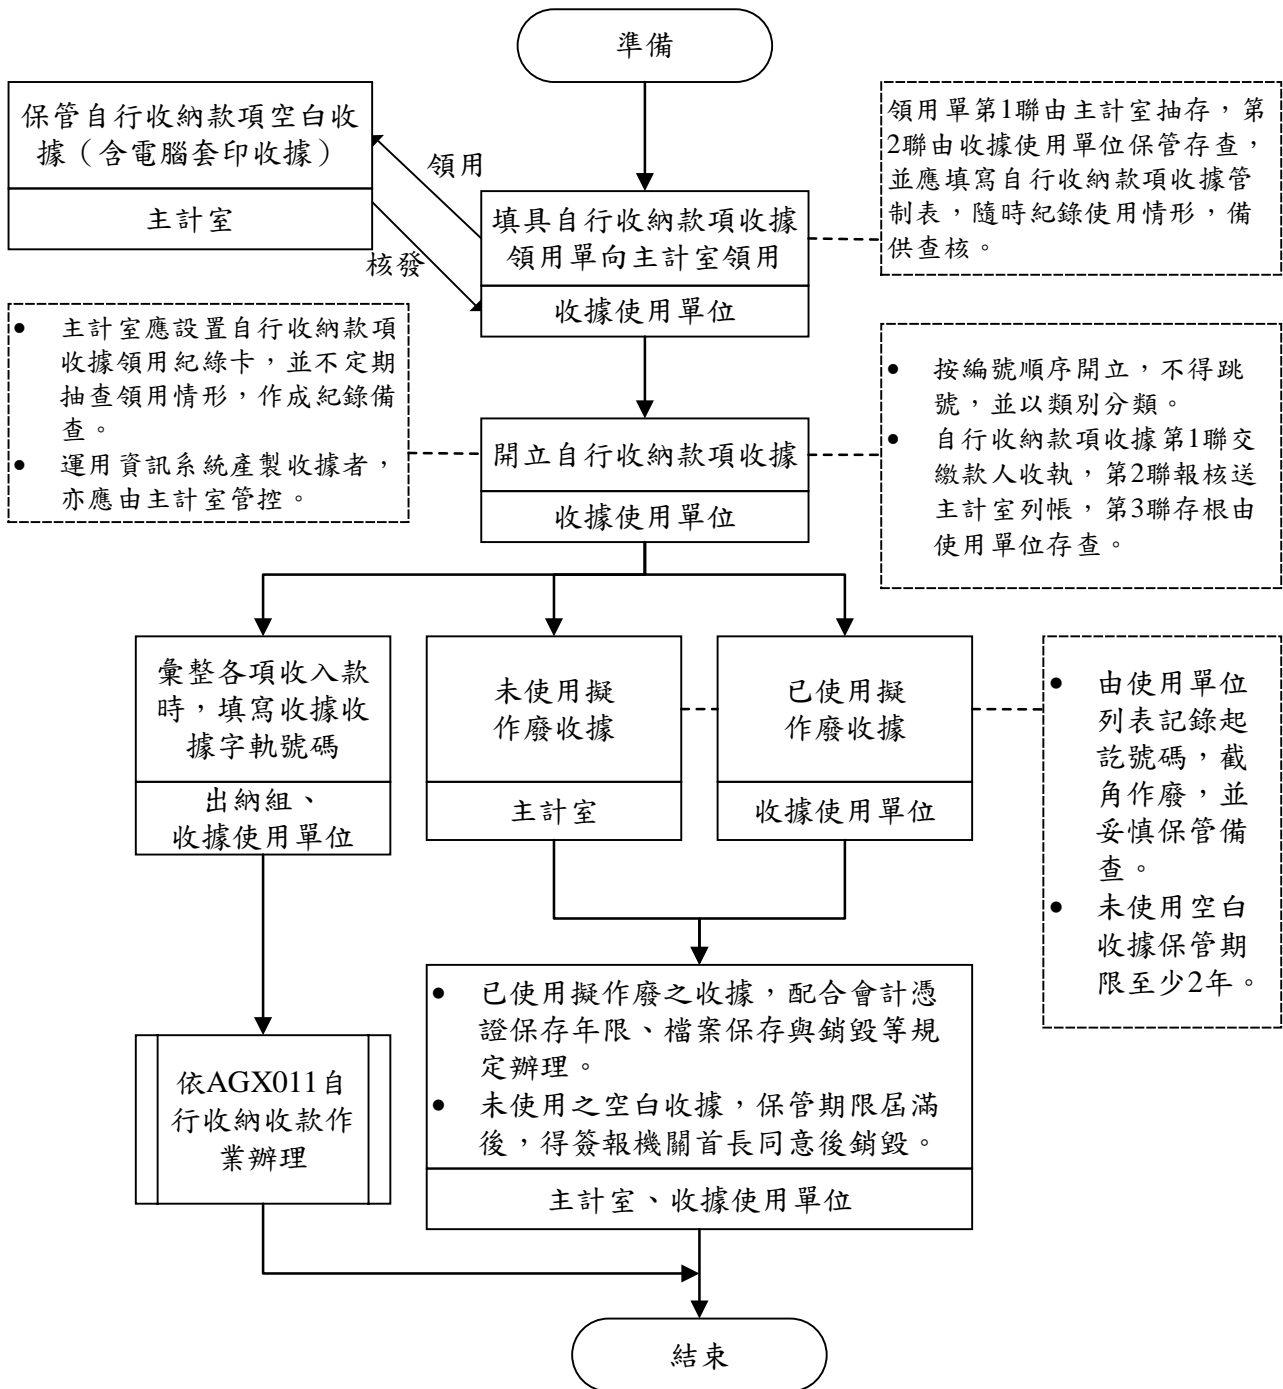 準備
保管自行收納款項空白收
據（含電腦套印收據）
主計室
領用
核發
填具自行收納款項收據
領用單向主計室領用
收據使用單位
領用單第1聯由主計室抽存，第
2聯由收據使用單位保管存查，
並應填寫自行收納款項收據管
制表，隨時紀錄使用情形，備
供查核。
• 主計室應設置自行收納款項
收據領用紀綠卡，並不定期
抽查領用情形，作成紀錄備
查。
• 運用資訊系統產製收據者，
亦應由主計室管控。
開立自行收納款項收據
收據使用單位
• 按編號順序開立，不得跳
號，並以類別分類。
• 自行收納款項收據第1聯交
繳款人收執，第2聯報核送
主計室列帳，第3聯存根由
使用單位存查。
彙整各項收入款
時，填寫收據收
據字軌號碼
出納組、
收據使用單位
未使用擬
作廢收據
主計室
已使用擬
作廢收據
收據使用單位
• 由使用單位
列表記錄起
訖號碼，截
角作廢，並
妥慎保管備
查。
• 未使用空白
收據保管期
限至少2年。
依AGX011自
行收納收款作
業辦理
• 已使用擬作廢之收據，配合會計憑
證保存年限、檔案保存與銷毀等規
定辦理。
• 未使用之空白收據，保管期限屆滿
後，得簽報機關首長同意後銷毀。
主計室、收據使用單位
結束